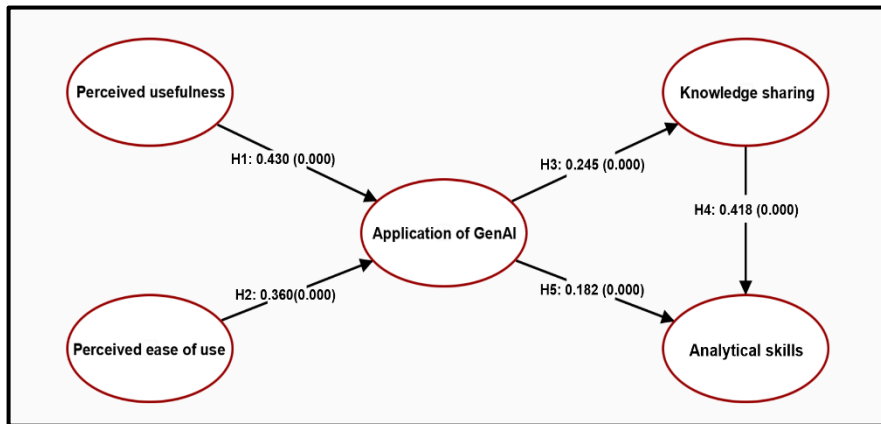 Perceived usefulness
Knowledge sharing
H1: 0.430 (0.000)
H3: 0.245 (0.000)
H4: 0.418 (0.000)
Application of GenAI
H2: 0.360(0.000)
H5: 0.182 (0.000)
Perceived ease of use
Analytical skills